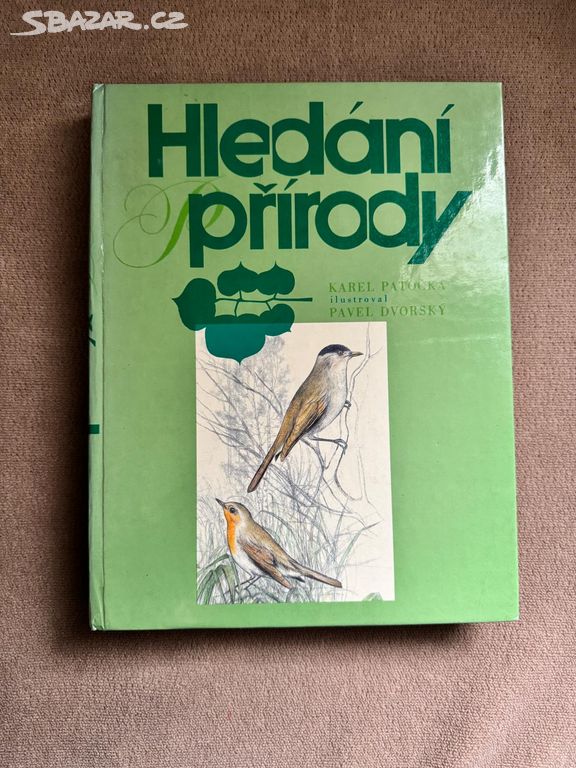 SBAZAR.CZ
Hledání
přírody
KAREL PATOČKA
ilustroval
PAVEL DVORSKÝ